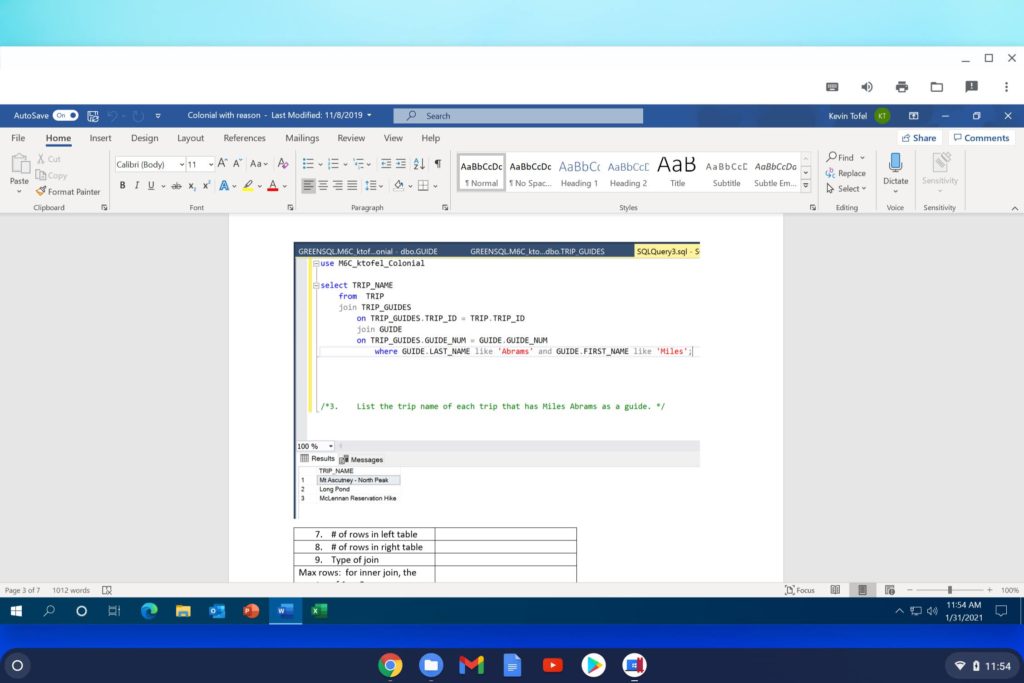 AutoSave On Colonial with reason - Last Modified: 11/8/2019 Search Kevin Tofel KT
File Home Insert Design Layout References Mailings Review View Help Share Comments
Paste
Cut
Copy
Format Painter
Clipboard
Calibri (Body) 11
Font
Paragraph
AaBbCcDc AaBbCcDc AaBbCc AaBbCcC AaB AaBbCcC AaBbCcDc
¶ Normal ¶ No Spac... Heading 1 Heading 2 Title Subtitle Subtle Em...
Styles
Find
Replace
Select
Editing
Dictate
Voice
Sensitivity
Sensitivity
GREENSQL.M6C_ktof...onial - dbo.GUIDE GREENSQL.M6C_kto...dbo.TRIP_GUIDES SQLQuery3.sql - S
use M6C_ktofel_Colonial
select TRIP_NAME
from TRIP
join TRIP_GUIDES
on TRIP_GUIDES.TRIP_ID = TRIP.TRIP_ID
join GUIDE
on TRIP_GUIDES.GUIDE_NUM = GUIDE.GUIDE_NUM
where GUIDE.LAST_NAME like 'Abrams' and GUIDE.FIRST_NAME like 'Miles';
/*3. List the trip name of each trip that has Miles Abrams as a guide. */
100 %
Results Messages
TRIP_NAME
1 Mt Ascutney - North Peak
2 Long Pond
3 McLennan Reservation Hike
7. # of rows in left table
8. # of rows in right table
9. Type of join
Max rows: for inner join, the
Page 3 of 7 1012 words Focus 100%
11:54 AM
1/31/2021
11:54